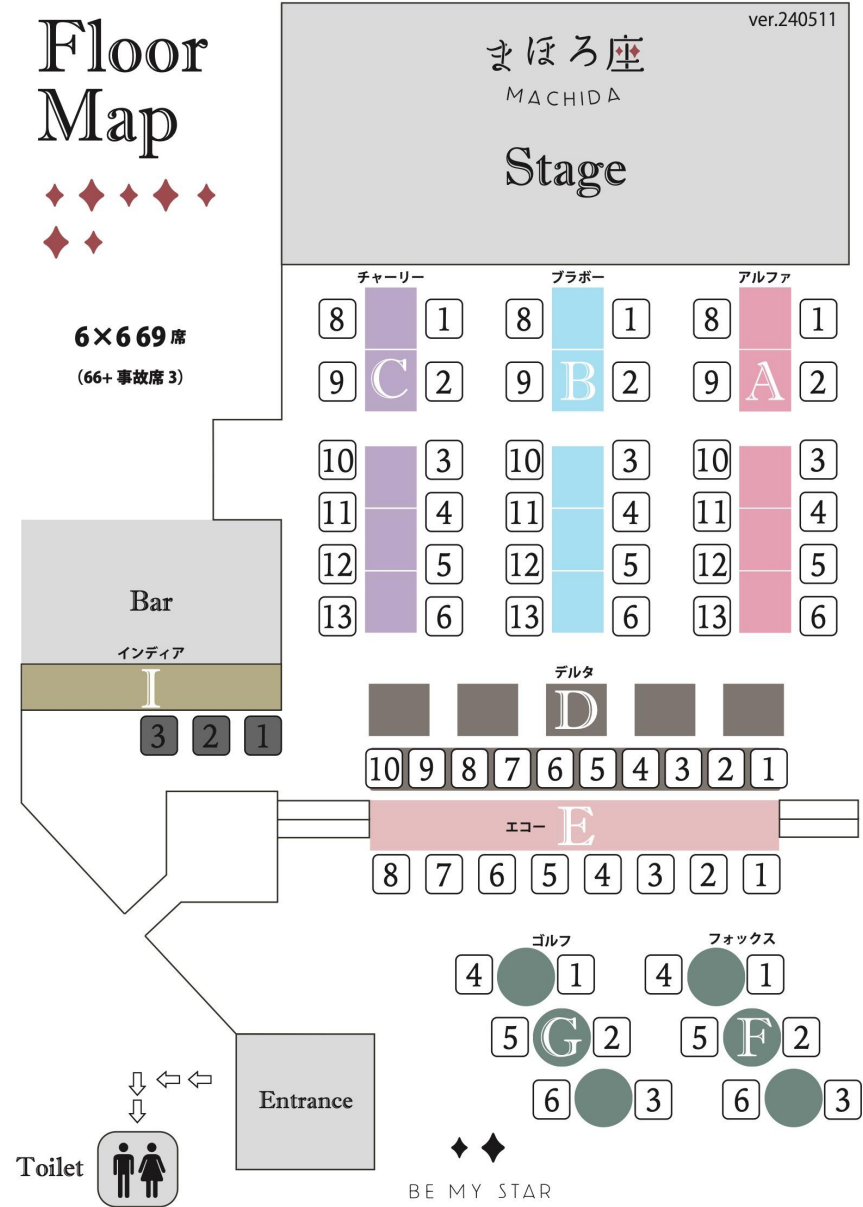 Floor
Map
ver.240511
まほろ座
MACHIDA
Stage
6×6 69席
(66+ 事故席 3)
チャーリー ブラボー アルファ
8 1 8 1 8 1
9 C 2 9 B 2 9 A 2
10 3 10 3 10 3
11 4 11 4 11 4
12 5 12 5 12 5
13 6 13 6 13 6
Bar
インディア
I
3 2 1
デルタ
D
10 9 8 7 6 5 4 3 2 1
エコー E
8 7 6 5 4 3 2 1
ゴルフ フォックス
4 1 4 1
5 G 2 5 F 2
6 3 6 3
Entrance
Toilet
BE MY STAR